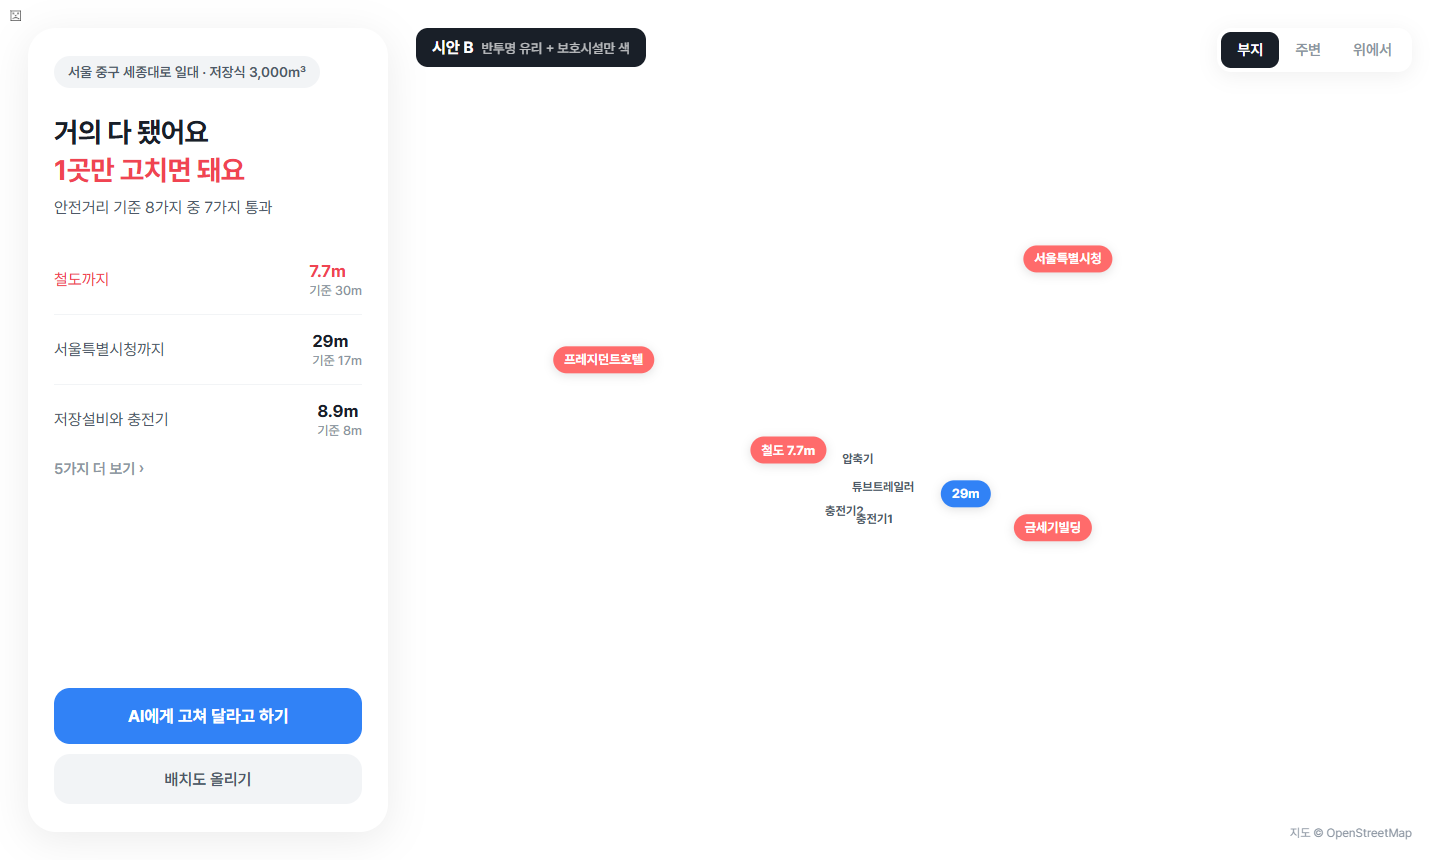 서울 중구 세종대로 일대 · 저장식 3,000m³
거의 다 됐어요
1곳만 고치면 돼요
안전거리 기준 8가지 중 7가지 통과
철도까지
7.7m
기준 30m
서울특별시청까지
29m
기준 17m
저장설비와 충전기
8.9m
기준 8m
5가지 더 보기 ›
AI에게 고쳐 달라고 하기
배치도 올리기
시안 B 반투명 유리 + 보호시설만 색
부지 주변 위에서
서울특별시청
프레지던트호텔
철도 7.7m
압축기
튜브트레일러
29m
충전기2
충전기1
금세기빌딩
지도 © OpenStreetMap